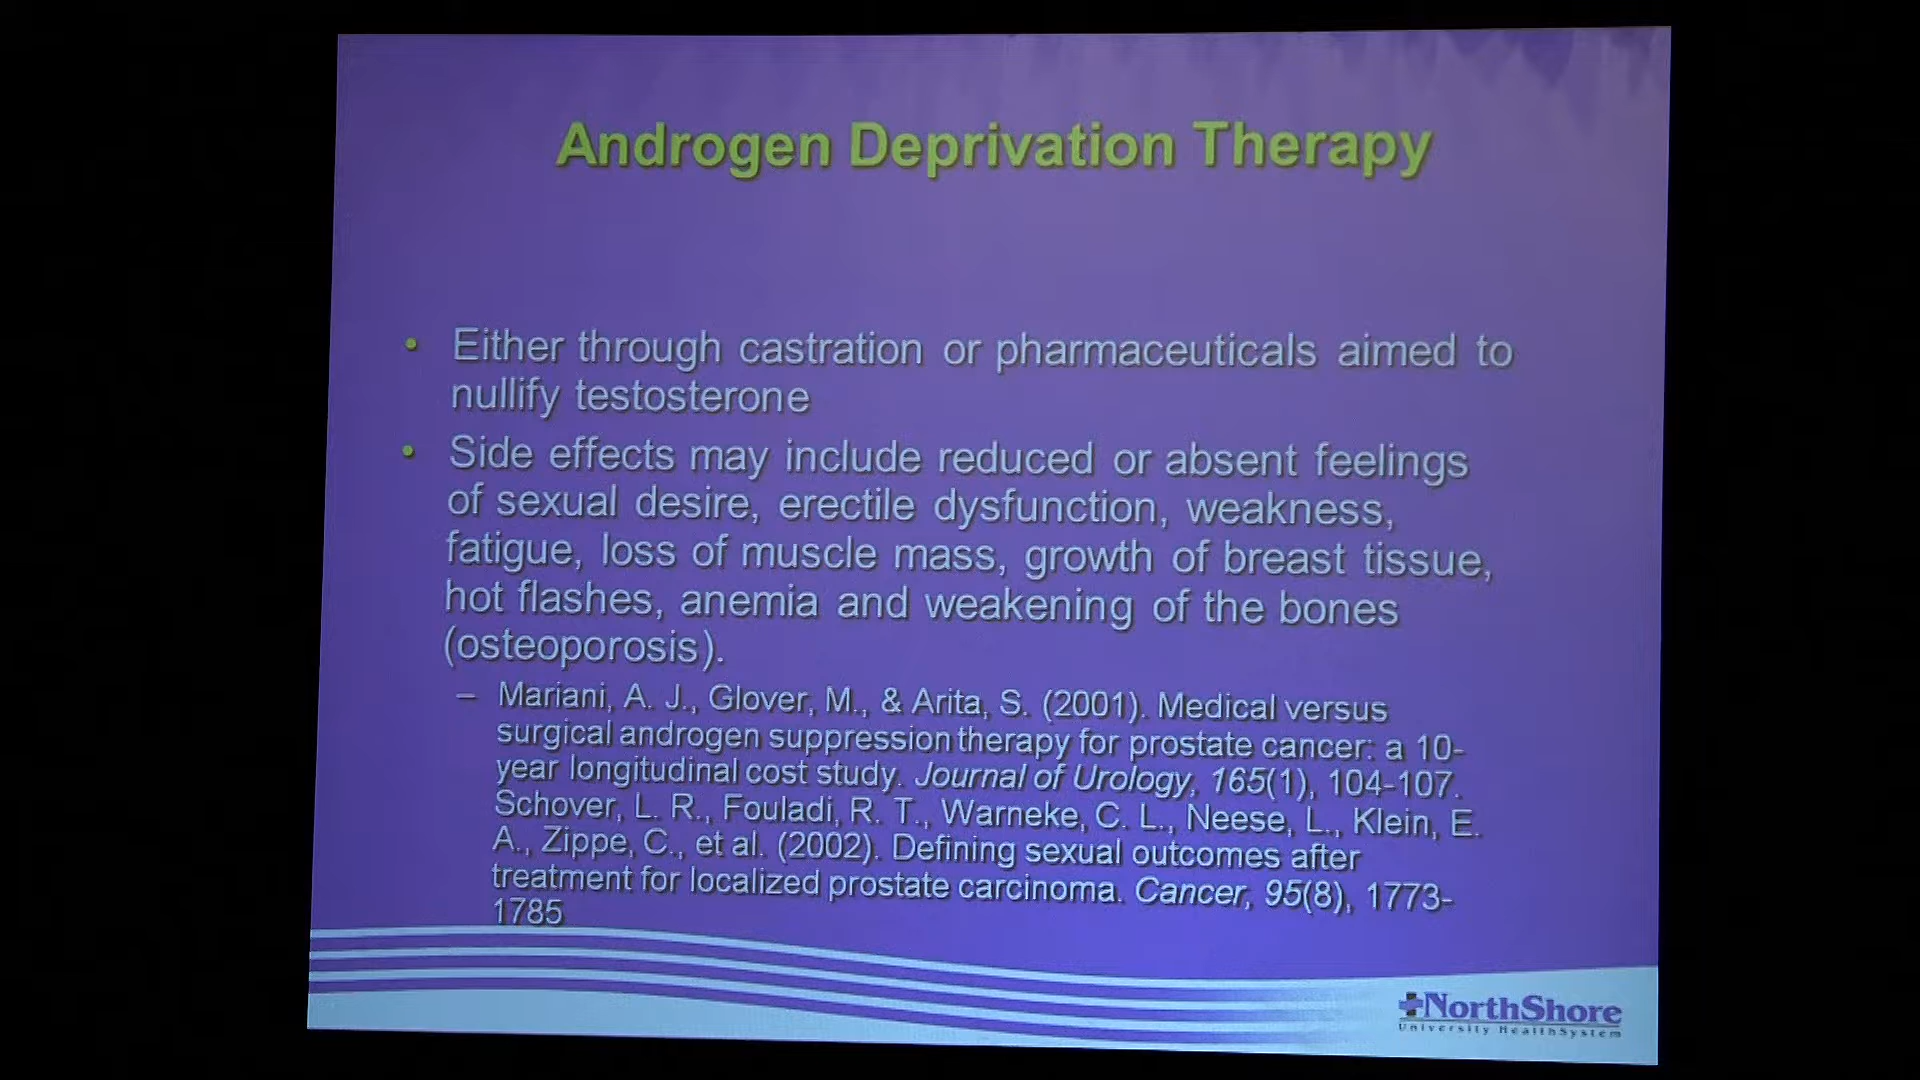 Androgen Deprivation Therapy
• Either through castration or pharmaceuticals aimed to
nullify testosterone
• Side effects may include reduced or absent feelings
of sexual desire, erectile dysfunction, weakness,
fatigue, loss of muscle mass, growth of breast tissue,
hot flashes, anemia and weakening of the bones
(osteoporosis).
– Mariani, A. J., Glover, M., & Arita, S. (2001). Medical versus
surgical androgen suppression therapy for prostate cancer: a 10-
year longitudinal cost study. Journal of Urology, 165(1), 104-107.
Schover, L. R., Fouladi, R. T., Warneke, C. L., Neese, L., Klein, E.
A., Zippe, C., et al. (2002). Defining sexual outcomes after
treatment for localized prostate carcinoma. Cancer, 95(8), 1773-
1785
NorthShore
University HealthSystem